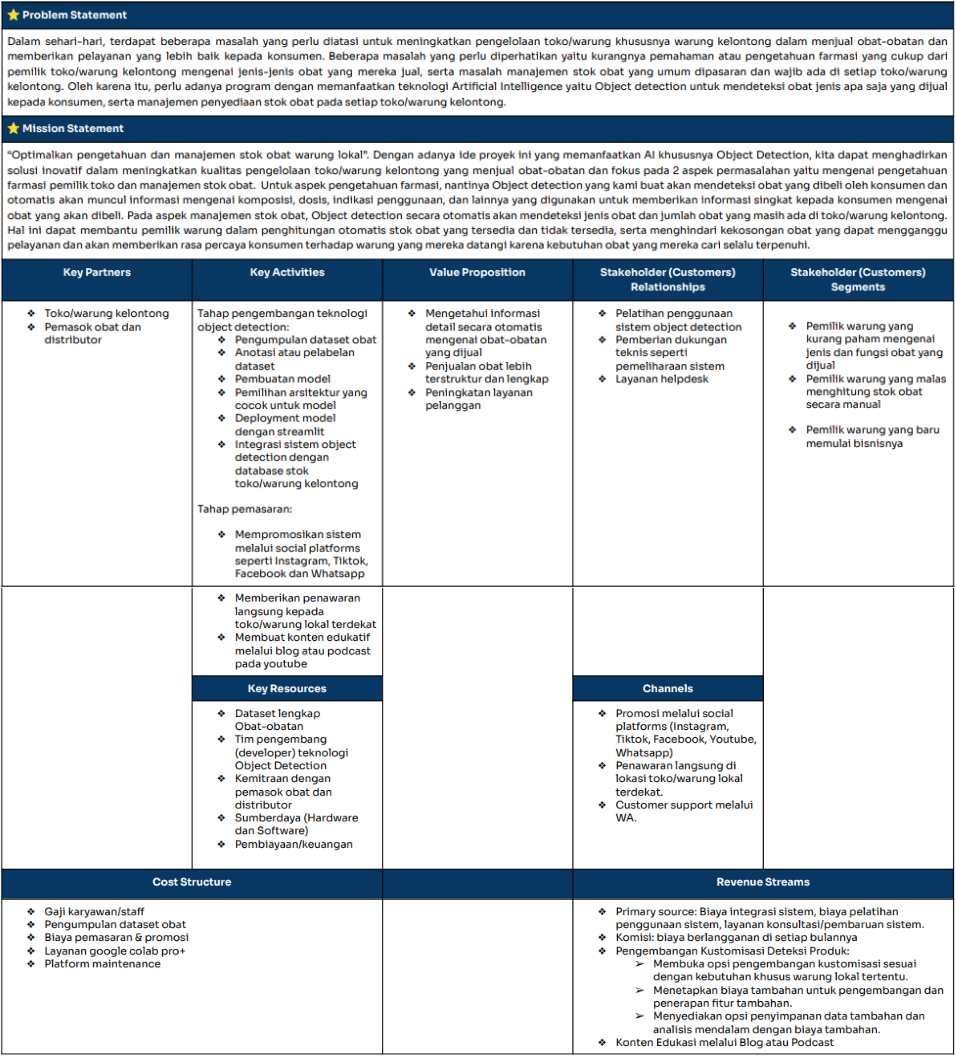 ⭐ Problem Statement
Dalam sehari-hari, terdapat beberapa masalah yang perlu diatasi untuk meningkatkan pengelolaan toko/warung khususnya warung kelontong dalam menjual obat-obatan dan
memberikan pelayanan yang lebih baik kepada konsumen. Beberapa masalah yang perlu diperhatikan yaitu kurangnya pemahaman atau pengetahuan farmasi yang cukup dari
pemilik toko/warung kelontong mengenai jenis-jenis obat yang mereka jual, serta masalah manajemen stok obat yang umum dipasaran dan wajib ada di setiap toko/warung
kelontong. Oleh karena itu, perlu adanya program dengan memanfaatkan teknologi Artificial Intelligence yaitu Object detection untuk mendeteksi obat jenis apa saja yang dijual
kepada konsumen, serta manajemen penyediaan stok obat pada setiap toko/warung kelontong.
⭐ Mission Statement
"Optimalkan pengetahuan dan manajemen stok obat warung lokal". Dengan adanya ide proyek ini yang memanfaatkan AI khususnya Object Detection, kita dapat menghadirkan
solusi inovatif dalam meningkatkan kualitas pengelolaan toko/warung kelontong yang menjual obat-obatan dan fokus pada 2 aspek permasalahan yaitu mengenai pengetahuan
farmasi pemilik toko dan manajemen stok obat. Untuk aspek pengetahuan farmasi, nantinya Object detection yang kami buat akan mendeteksi obat yang dibeli oleh konsumen dan
otomatis akan muncul informasi mengenai komposisi, dosis, indikasi penggunaan, dan lainnya yang digunakan untuk memberikan informasi singkat kepada konsumen mengenai
obat yang akan dibeli. Pada aspek manajemen stok obat, Object detection secara otomatis akan mendeteksi jenis obat dan jumlah obat yang masih ada di toko/warung kelontong.
Hal ini dapat membantu pemilik warung dalam penghitungan otomatis stok obat yang tersedia dan tidak tersedia, serta menghindari kekosongan obat yang dapat mengganggu
pelayanan dan akan memberikan rasa percaya konsumen terhadap warung yang mereka datangi karena kebutuhan obat yang mereka cari selalu terpenuhi.
Key Partners
❖ Toko/warung kelontong
❖ Pemasok obat dan
distributor
Key Activities
Tahap pengembangan teknologi
object detection:
❖ Pengumpulan dataset obat
❖ Anotasi atau pelabelan
dataset
❖ Pembuatan model
❖ Pemilihan arsitektur yang
cocok untuk model
❖ Deployment model
dengan streamlit
❖ Integrasi sistem object
detection dengan
database stok
toko/warung kelontong
Tahap pemasaran:
❖ Mempromosikan sistem
melalui social platforms
seperti Instagram, Tiktok,
Facebook dan Whatsapp
❖ Memberikan penawaran
langsung kepada
toko/warung lokal terdekat
❖ Membuat konten edukatif
melalui blog atau podcast
pada youtube
Key Resources
❖ Dataset lengkap
Obat-obatan
❖ Tim pengembang
(developer) teknologi
Object Detection
❖ Kemitraan dengan
pemasok obat dan
distributor
❖ Sumberdaya (Hardware
dan Software)
❖ Pembiayaan/keuangan
Value Proposition
❖ Mengetahui informasi
detail secara otomatis
mengenai obat-obatan
yang dijual
❖ Penjualan obat lebih
terstruktur dan lengkap
❖ Peningkatan layanan
pelanggan
Stakeholder (Customers)
Relationships
❖ Pelatihan penggunaan
sistem object detection
❖ Pemberian dukungan
teknis seperti
pemeliharaan sistem
❖ Layanan helpdesk
Channels
❖ Promosi melalui social
platforms (Instagram,
Tiktok, Facebook, Youtube,
Whatsapp)
❖ Penawaran langsung di
lokasi toko/warung lokal
terdekat.
❖ Customer support melalui
WA.
Stakeholder (Customers)
Segments
❖ Pemilik warung yang
kurang paham mengenai
jenis dan fungsi obat yang
dijual
❖ Pemilik warung yang malas
menghitung stok obat
secara manual
❖ Pemilik warung yang baru
memulai bisnisnya
Cost Structure
❖ Gaji karyawan/staff
❖ Pengumpulan dataset obat
❖ Biaya pemasaran & promosi
❖ Layanan google colab pro+
❖ Platform maintenance
Revenue Streams
❖ Primary source: Biaya integrasi sistem, biaya pelatihan
penggunaan sistem, layanan konsultasi/pembaruan sistem.
❖ Komisi: biaya berlangganan di setiap bulannya
❖ Pengembangan Kustomisasi Deteksi Produk:
➢ Membuka opsi pengembangan kustomisasi sesuai
dengan kebutuhan khusus warung lokal tertentu.
➢ Menetapkan biaya tambahan untuk pengembangan dan
penerapan fitur tambahan.
➢ Menyediakan opsi penyimpanan data tambahan dan
analisis mendalam dengan biaya tambahan.
❖ Konten Edukasi melalui Blog atau Podcast